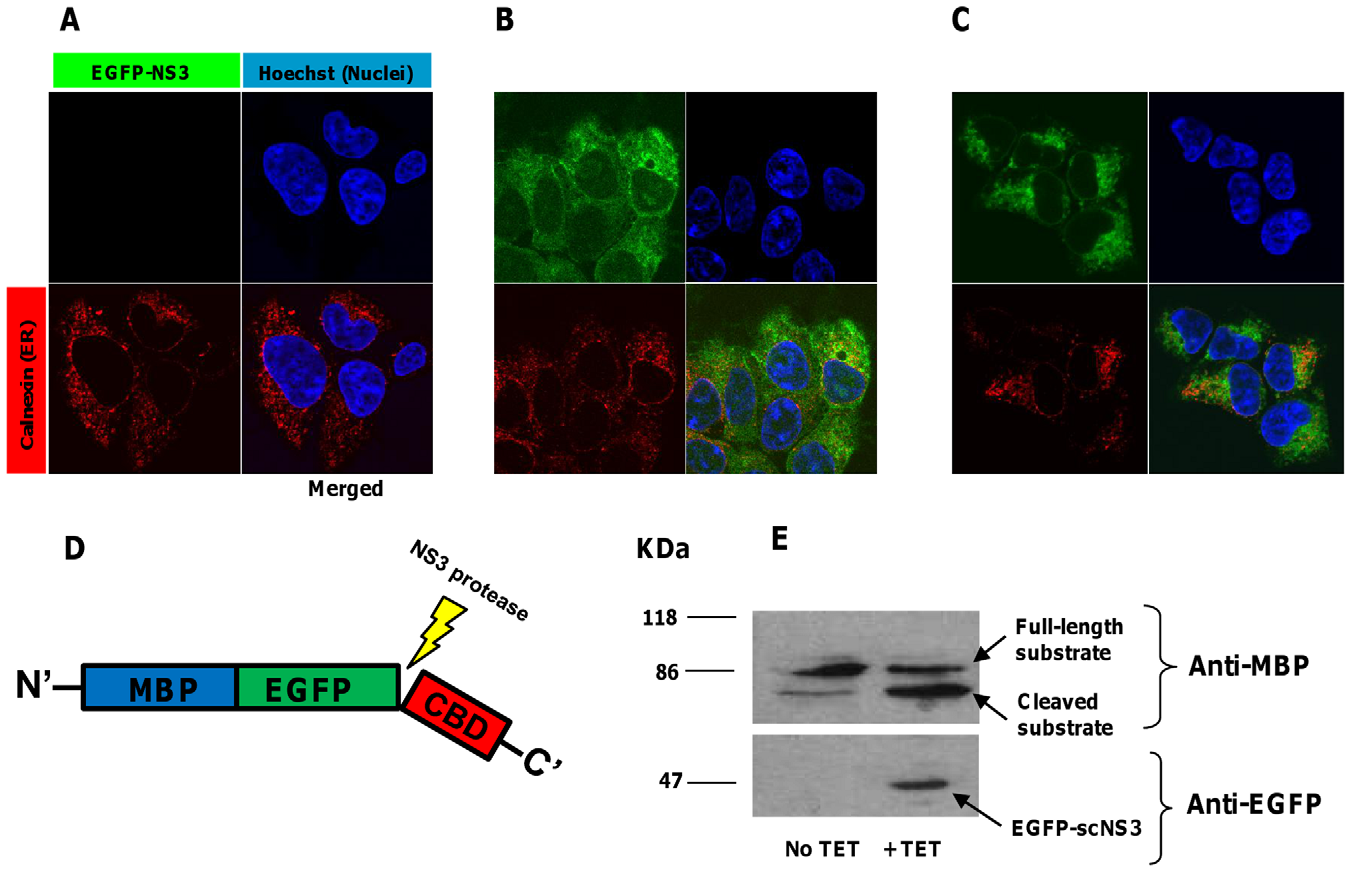 A
B
C
EGFP-NS3
Hoechst (Nuclei)
Calnexin (ER)
Merged
D
NS3 protease
N’
MBP
EGFP
CBD
C’
KDa
E
118
86
47
Full-length
substrate
Cleaved
substrate
Anti-MBP
EGFP-scNS3
Anti-EGFP
No TET
+TET